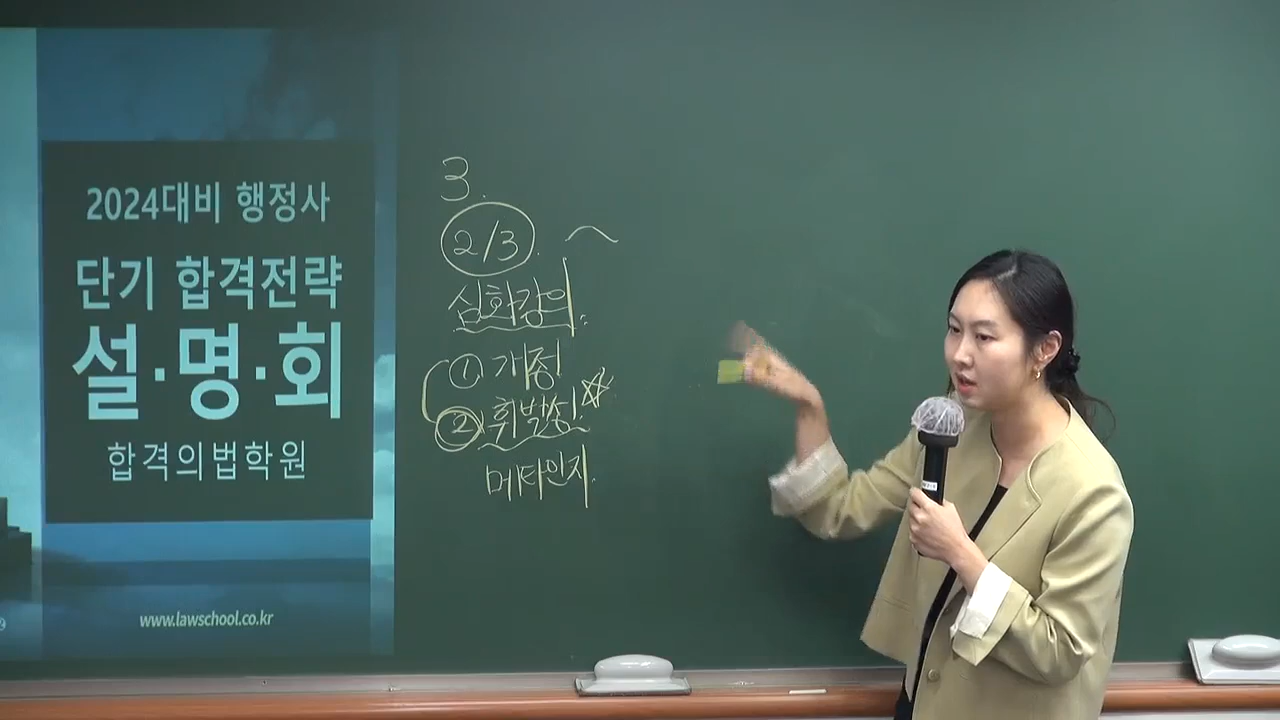 2024대비 행정사
단기 합격전략
설·명·회
합격의법학원
www.lawschool.co.kr
3.
2/3.
심화강의.
① 개정
② 휘발성!
메타인지.